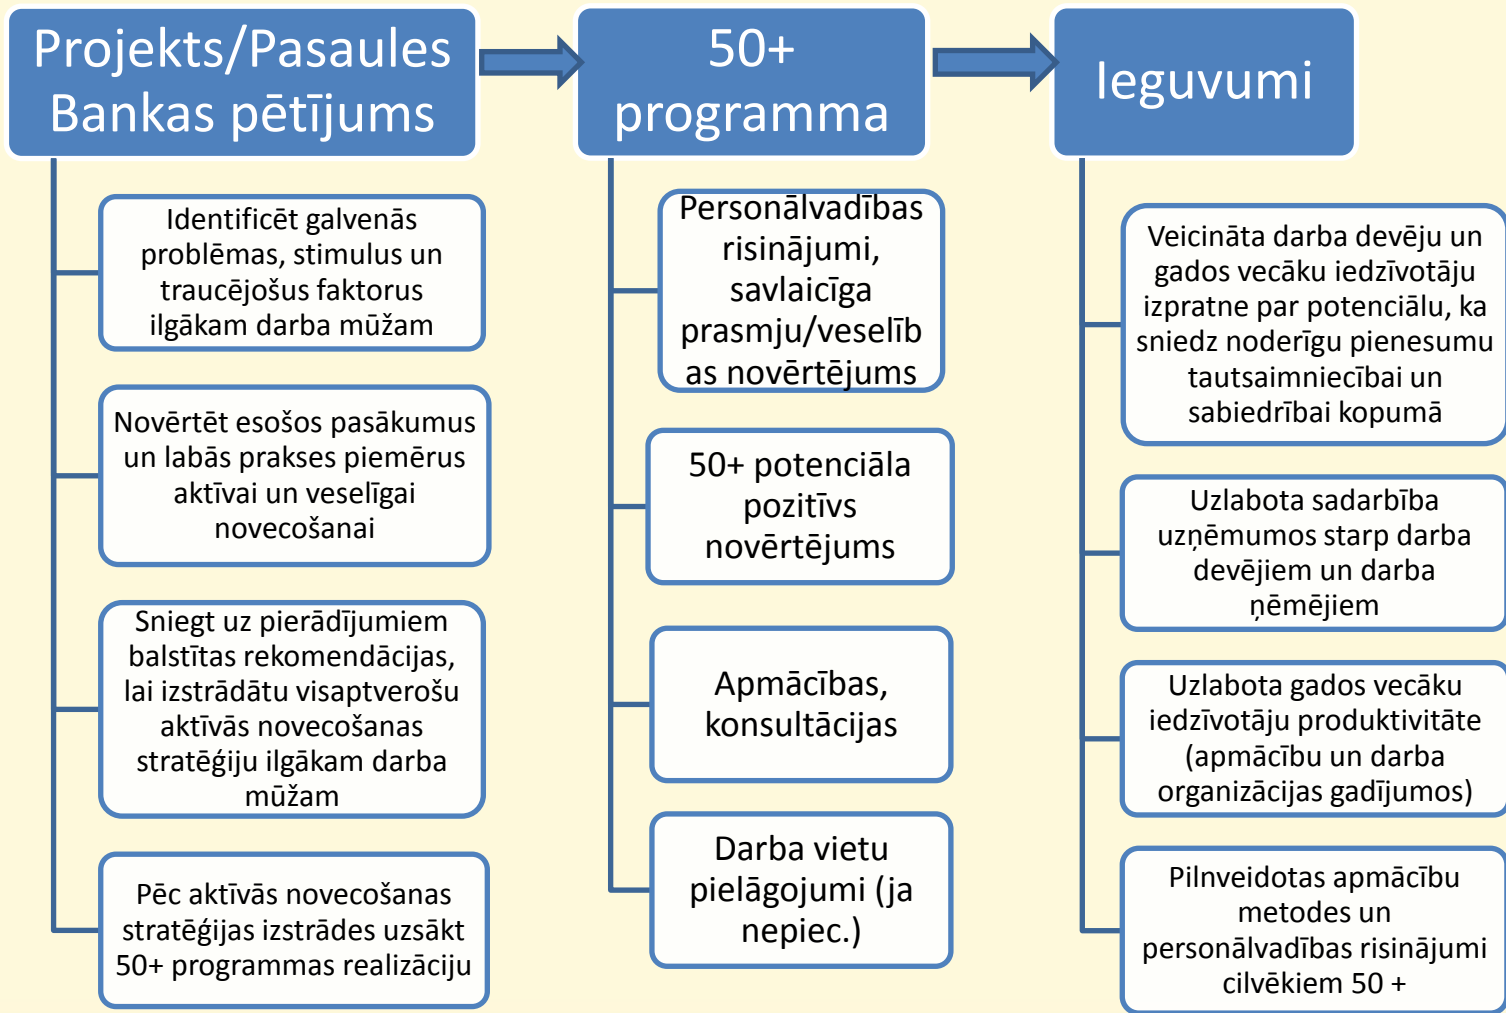 Projekts/Pasaules
Bankas pētījums
Identificēt galvenās
problēmas, stimulus un
traucējošus faktorus
ilgākam darba mūžam
Novērtēt esošos pasākumus
un labās prakses piemērus
aktīvai un veselīgai
novecošanai
Sniegt uz pierādījumiem
balstītas rekomendācijas,
lai izstrādātu visaptverošu
aktīvās novecošanas
stratēģiju ilgākam darba
mūžam
Pēc aktīvās novecošanas
stratēģijas izstrādes uzsākt
50+ programmas realizāciju
50+
programma
Personālvadības
risinājumi,
savlaicīga
prasmju/veselīb
as novērtējums
50+ potenciāla
pozitīvs
novērtējums
Apmācības,
konsultācijas
Darba vietu
pielāgojumi (ja
nepiec.)
Ieguvumi
Veicināta darba devēju un
gados vecāku iedzīvotāju
izpratne par potenciālu, ka
sniedz noderīgu pienesumu
tautsaimniecībai un
sabiedrībai kopumā
Uzlabota sadarbība
uzņēmumos starp darba
devējiem un darba
ņēmējiem
Uzlabota gados vecāku
iedzīvotāju produktivitāte
(apmācību un darba
organizācijas gadījumos)
Pilnveidotas apmācību
metodes un
personālvadības risinājumi
cilvēkiem 50 +